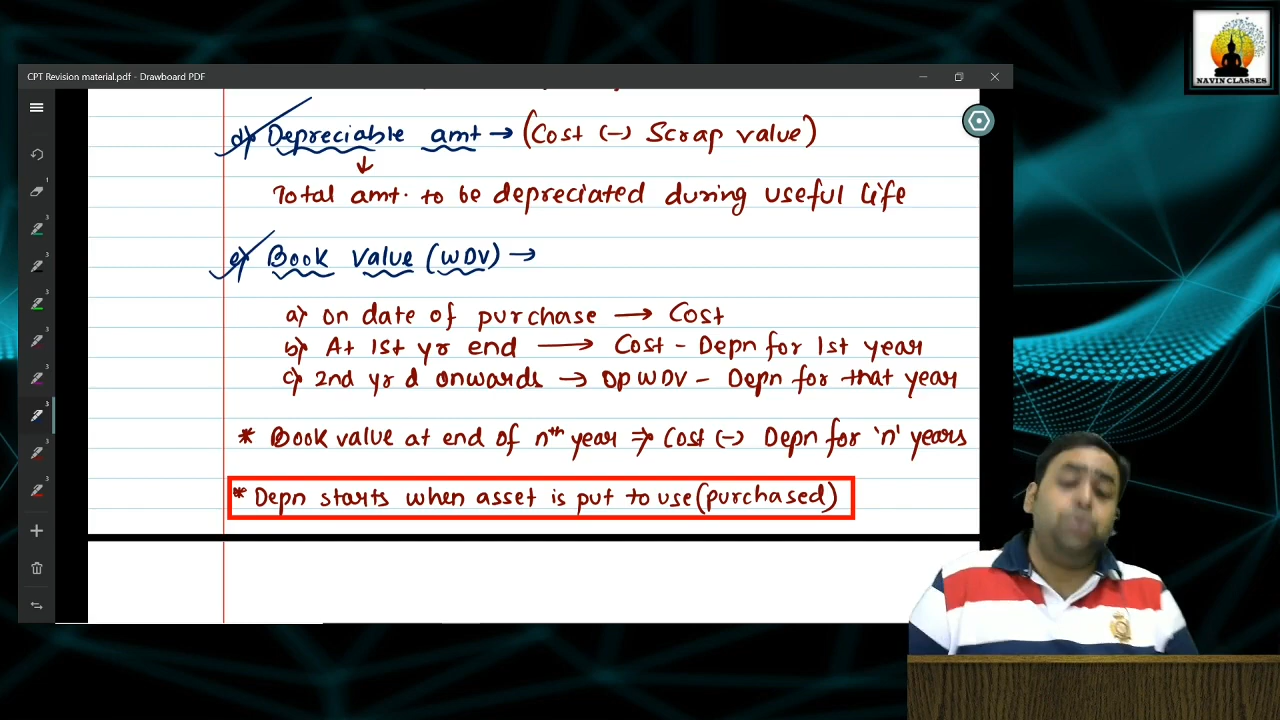 NAVIN CLASSES
CPT Revision material.pdf - Drawboard PDF
d) Depreciable amt → (Cost (-) Scrap value)
↓
Total amt. to be depreciated during useful life
e) Book Value (WDV) →
a) on date of purchase → Cost
b) At 1st yr end → Cost - Depn for 1st year
c) 2nd yr d onwards → Op WDV - Depn for that year
* Book value at end of nth year ⇒ Cost (-) Depn for 'n' years
* Depn starts when asset is put to use (purchased)